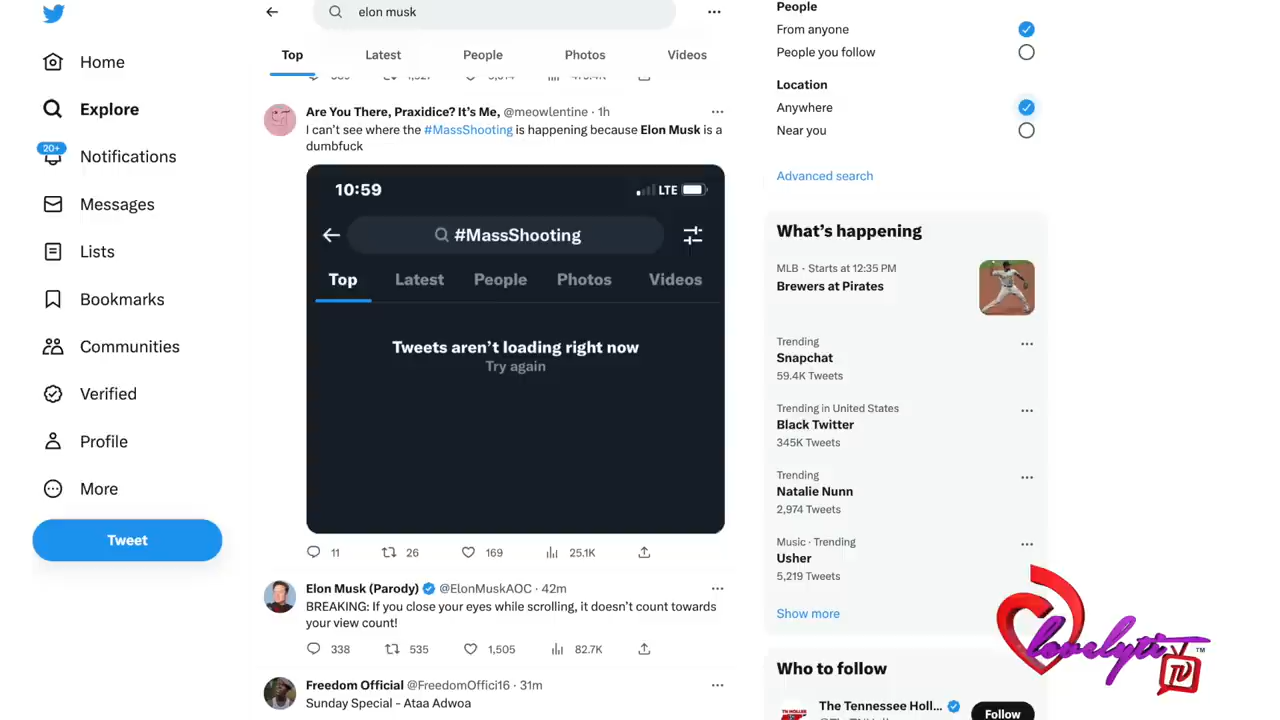 elon musk
Top
Latest
People
Photos
Videos
Home
Explore
20+
Notifications
Messages
Lists
Bookmarks
Communities
Verified
Profile
More
Tweet
Are You There, Praxidice? It's Me, @meowlentine · 1h
I can't see where the #MassShooting is happening because Elon Musk is a
dumbfuck
10:59
LTE
#MassShooting
Top
Latest
People
Photos
Videos
Tweets aren't loading right now
Try again
11
26
169
25.1K
Elon Musk (Parody) @ElonMuskAOC · 42m
BREAKING: If you close your eyes while scrolling, it doesn't count towards
your view count!
338
535
1,505
82.7K
Freedom Official @FreedomOffici16 · 31m
Sunday Special - Ataa Adwoa
People
From anyone
People you follow
Location
Anywhere
Near you
Advanced search
What's happening
MLB · Starts at 12:35 PM
Brewers at Pirates
Trending
Snapchat
59.4K Tweets
Trending in United States
Black Twitter
345K Tweets
Trending
Natalie Nunn
2,974 Tweets
Music · Trending
Usher
5,219 Tweets
Show more
Who to follow
The Tennessee Holl...
Follow
lovelyti TV ™